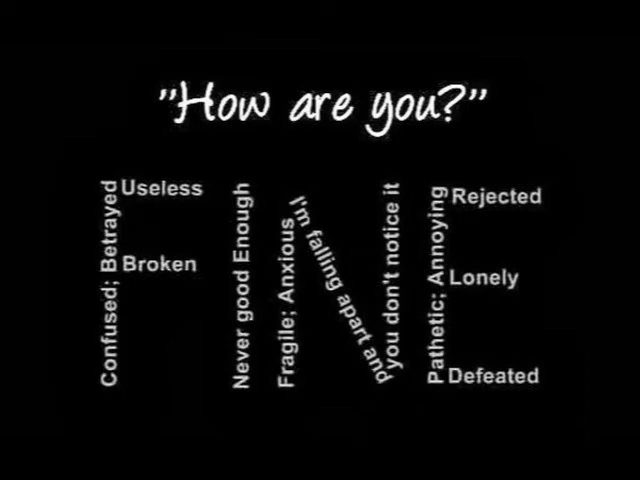 "How are you?"
Confused; Betrayed
Useless
Broken
Never good Enough
Fragile; Anxious
I'm falling apart and
you don't notice it
Pathetic; Annoying
Rejected
Lonely
Defeated